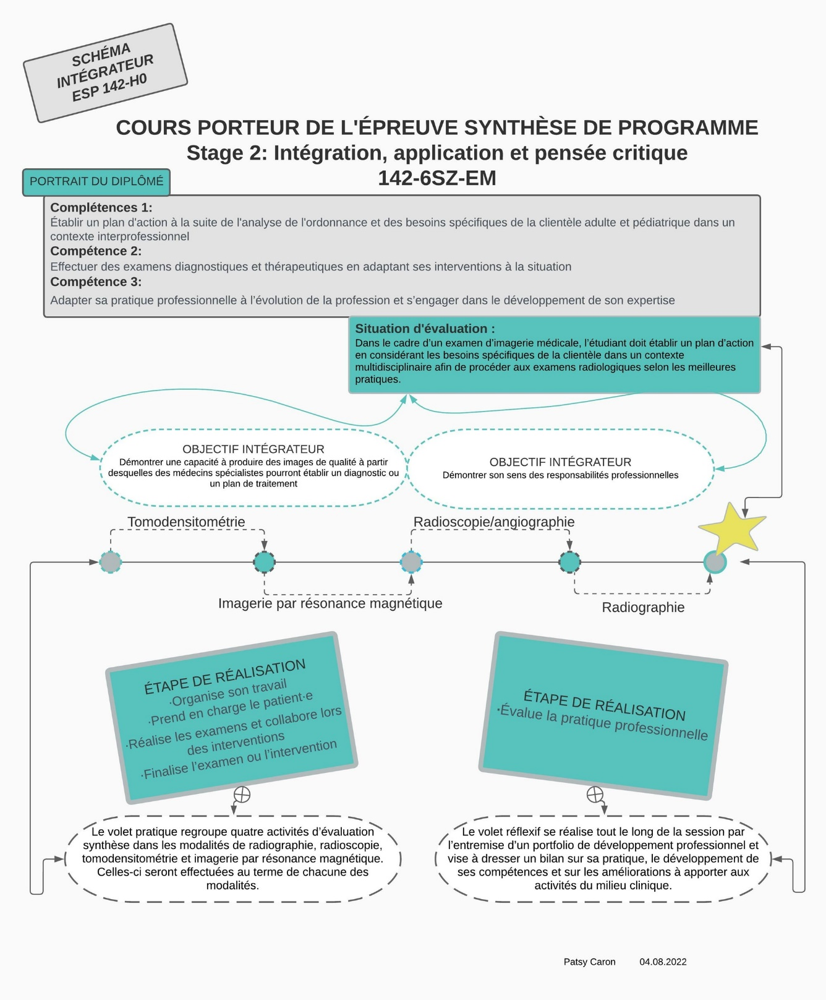 SCHÉMA
INTÉGRATEUR
ESP 142-H0
COURS PORTEUR DE L'ÉPREUVE SYNTHÈSE DE PROGRAMME
Stage 2: Intégration, application et pensée critique
142-6SZ-EM
PORTRAIT DU DIPLÔMÉ
Complétences 1:
Établir un plan d'action à la suite de l'analyse de l'ordonnance et des besoins spécifiques de la clientèle adulte et pédiatrique dans un
contexte interprofessionnel
Compétence 2:
Effectuer des examens diagnostiques et thérapeutiques en adaptant ses interventions à la situation
Compétence 3:
Adapter sa pratique professionnelle à l’évolution de la profession et s’engager dans le développement de son expertise
Situation d'évaluation :
Dans le cadre d’un examen d’imagerie médicale, l’étudiant doit établir un plan d’action
en considérant les besoins spécifiques de la clientèle dans un contexte
multidisciplinaire afin de procéder aux examens radiologiques selon les meilleures
pratiques.
OBJECTIF INTÉGRATEUR
Démontrer une capacité à produire des images de qualité à partir
desquelles des médecins spécialistes pourront établir un diagnostic ou
un plan de traitement
OBJECTIF INTÉGRATEUR
Démontrer son sens des responsabilités professionnelles
Tomodensitométrie
Radioscopie/angiographie
Imagerie par résonance magnétique
Radiographie
ÉTAPE DE RÉALISATION
·Organise son travail
·Prend en charge le patient·e
·Réalise les examens et collabore lors
des interventions
·Finalise l’examen ou l’intervention
ÉTAPE DE RÉALISATION
·Évalue la pratique professionnelle
Le volet pratique regroupe quatre activités d’évaluation
synthèse dans les modalités de radiographie, radioscopie,
tomodensitométrie et imagerie par résonance magnétique.
Celles-ci seront effectuées au terme de chacune des
modalités.
Le volet réflexif se réalise tout le long de la session par
l’entremise d’un portfolio de développement professionnel et
vise à dresser un bilan sur sa pratique, le développement de
ses compétences et sur les améliorations à apporter aux
activités du milieu clinique.
Patsy Caron 04.08.2022